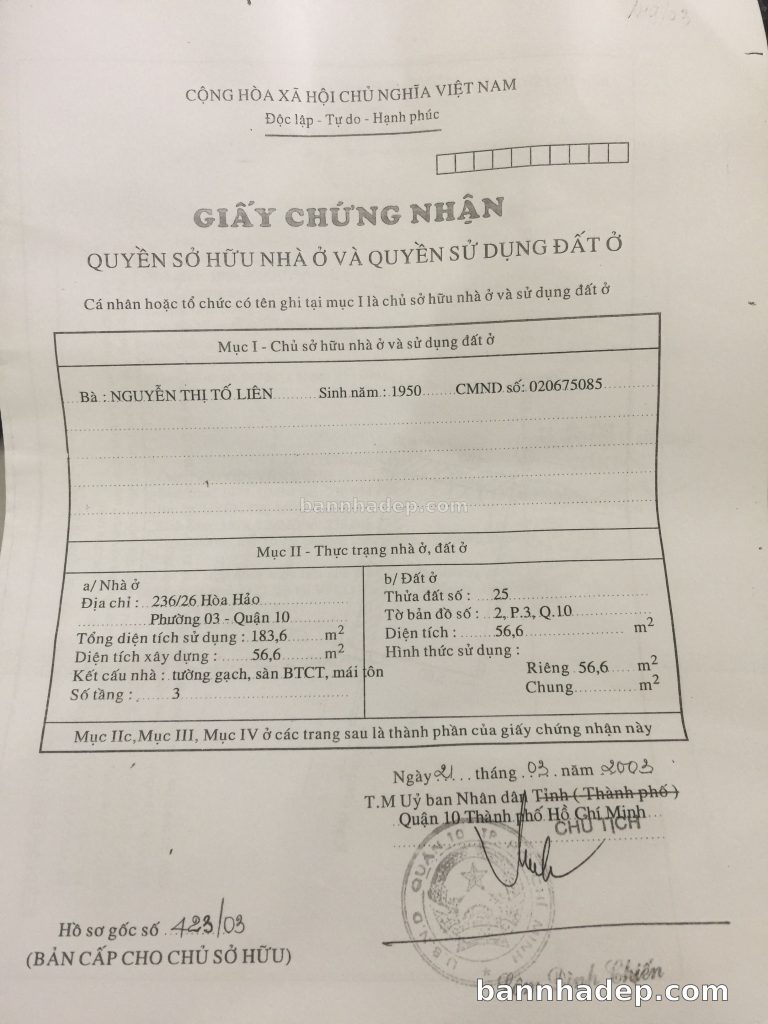 CỘNG HÒA XÃ HỘI CHỦ NGHĨA VIỆT NAM
Độc lập - Tự do - Hạnh phúc
GIẤY CHỨNG NHẬN
QUYỀN SỞ HỮU NHÀ Ở VÀ QUYỀN SỬ DỤNG ĐẤT Ở
Cá nhân hoặc tổ chức có tên ghi tại mục I là chủ sở hữu nhà ở và sử dụng đất ở
Mục I - Chủ sở hữu nhà ở và sử dụng đất ở
Bà : NGUYỄN THỊ TỐ LIÊN Sinh năm : 1950 CMND số: 020675085
bannhadep.com
Mục II - Thực trạng nhà ở, đất ở
a/ Nhà ở
Địa chỉ : 236/26 Hòa Hảo
Phường 03 - Quận 10
Tổng diện tích sử dụng : 183,6 m2
Diện tích xây dựng : 56,6 m2
Kết cấu nhà : tường gạch, sàn BTCT, mái tôn
Số tầng : 3
b/ Đất ở
Thửa đất số : 25
Tờ bản đồ số : 2, P.3, Q.10
Diện tích : 56,6 m2
Hình thức sử dụng :
Riêng 56,6 m2
Chung m2
Mục IIc, Mục III, Mục IV ở các trang sau là thành phần của giấy chứng nhận này
Ngày 21 tháng 03 năm 2003
T.M Uỷ ban Nhân dân Tỉnh ( Thành phố )
Quận 10 Thành phố Hồ Chí Minh
CHỦ TỊCH
Hồ sơ gốc số 423/03
(BẢN CẤP CHO CHỦ SỞ HỮU)
bannhadep.com